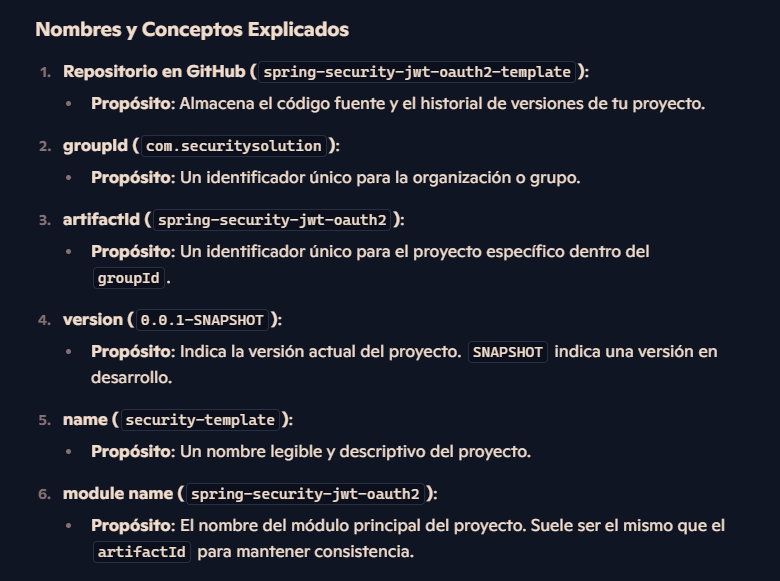 Nombres y Conceptos Explicados
1. Repositorio en GitHub ( spring-security-jwt-oauth2-template ):
• Propósito: Almacena el código fuente y el historial de versiones de tu proyecto.
2. groupId ( com.securitysolution ):
• Propósito: Un identificador único para la organización o grupo.
3. artifactId ( spring-security-jwt-oauth2 ):
• Propósito: Un identificador único para el proyecto específico dentro del
groupId .
4. version ( 0.0.1-SNAPSHOT ):
• Propósito: Indica la versión actual del proyecto. SNAPSHOT indica una versión en
desarrollo.
5. name ( security-template ):
• Propósito: Un nombre legible y descriptivo del proyecto.
6. module name ( spring-security-jwt-oauth2 ):
• Propósito: El nombre del módulo principal del proyecto. Suele ser el mismo que el
artifactId para mantener consistencia.